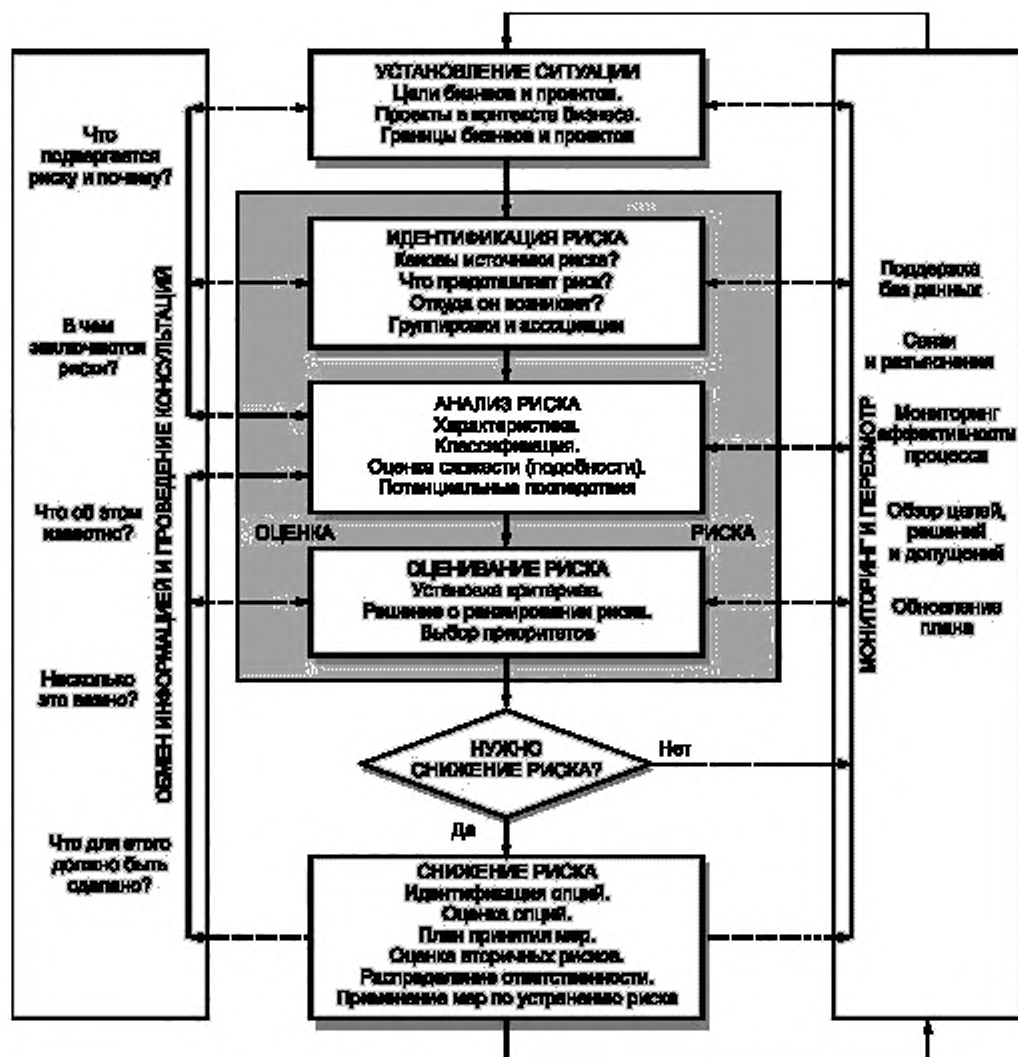 УСТАНОВЛЕНИЕ СИТУАЦИИ
Цели бизнеса и проектов.
Проекты в контексте бизнеса.
Границы бизнеса и проектов
ИДЕНТИФИКАЦИЯ РИСКА
Каковы источники риска?
Что представляет риск?
Откуда он возникает?
Группировки и ассоциации
АНАЛИЗ РИСКА
Характеристика.
Классификация.
Оценка схожести (подобности).
Потенциальные последствия
ОЦЕНКА
РИСКА
ОЦЕНИВАНИЕ РИСКА
Установка критериев.
Решение о ранжировании риска.
Выбор приоритетов
НУЖНО
СНИЖЕНИЕ РИСКА?
Нет
Да
СНИЖЕНИЕ РИСКА
Идентификация опций.
Оценка опций.
План принятия мер.
Оценка вторичных рисков.
Распределение ответственности.
Применение мер по устранению риска
Что
подвергается
риску и почему?
В чем
заключаются
риски?
Что об этом
известно?
Насколько
это важно?
Что для этого
должно быть
сделано?
ОБМЕН ИНФОРМАЦИЕЙ И ПРОВЕДЕНИЕ КОНСУЛЬТАЦИЙ
МОНИТОРИНГ И ПЕРЕСМОТР
Поддержка
баз данных
Связи
и разъяснения
Мониторинг
эффективности
процесса
Обзор целей,
решений
и допущений
Обновление
плана